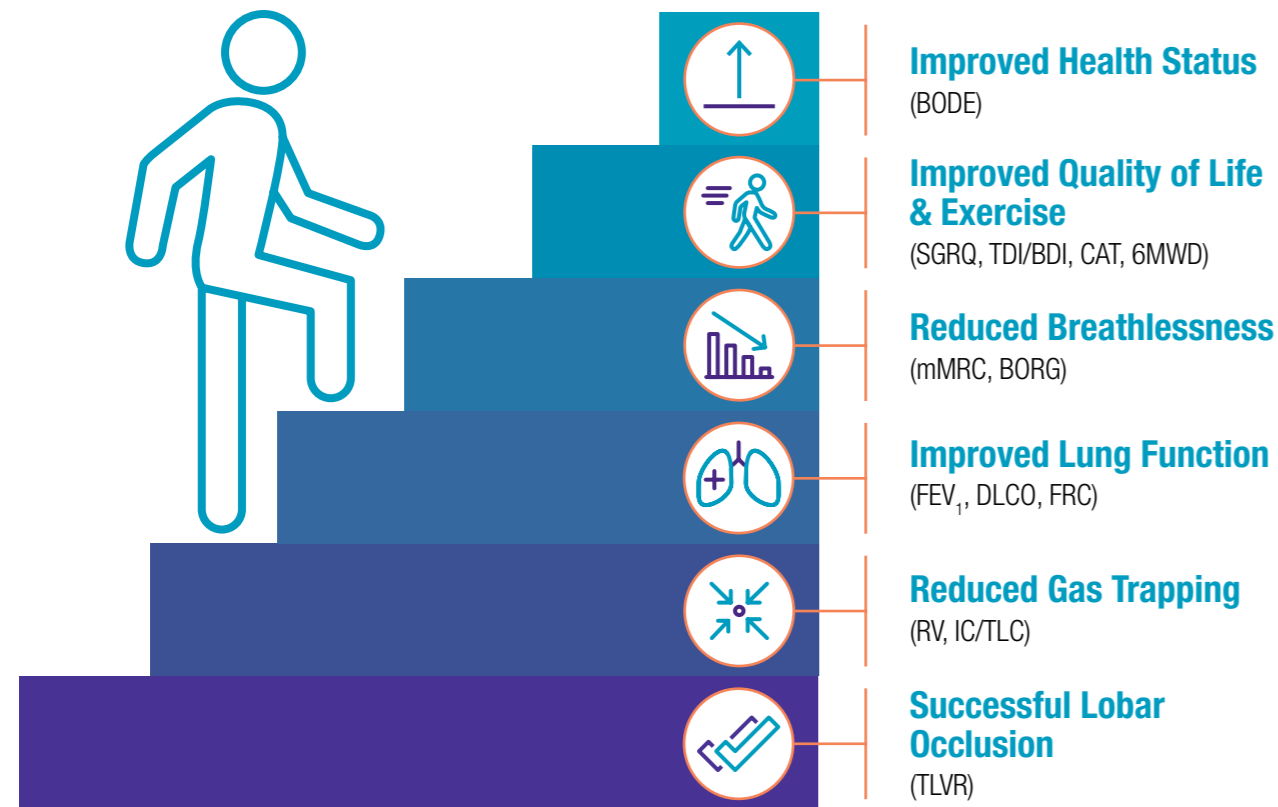 Improved Health Status
(BODE)
Improved Quality of Life
& Exercise
(SGRQ, TDI/BDI, CAT, 6MWD)
Reduced Breathlessness
(mMRC, BORG)
Improved Lung Function
(FEV₁, DLCO, FRC)
Reduced Gas Trapping
(RV, IC/TLC)
Successful Lobar
Occlusion
(TLVR)